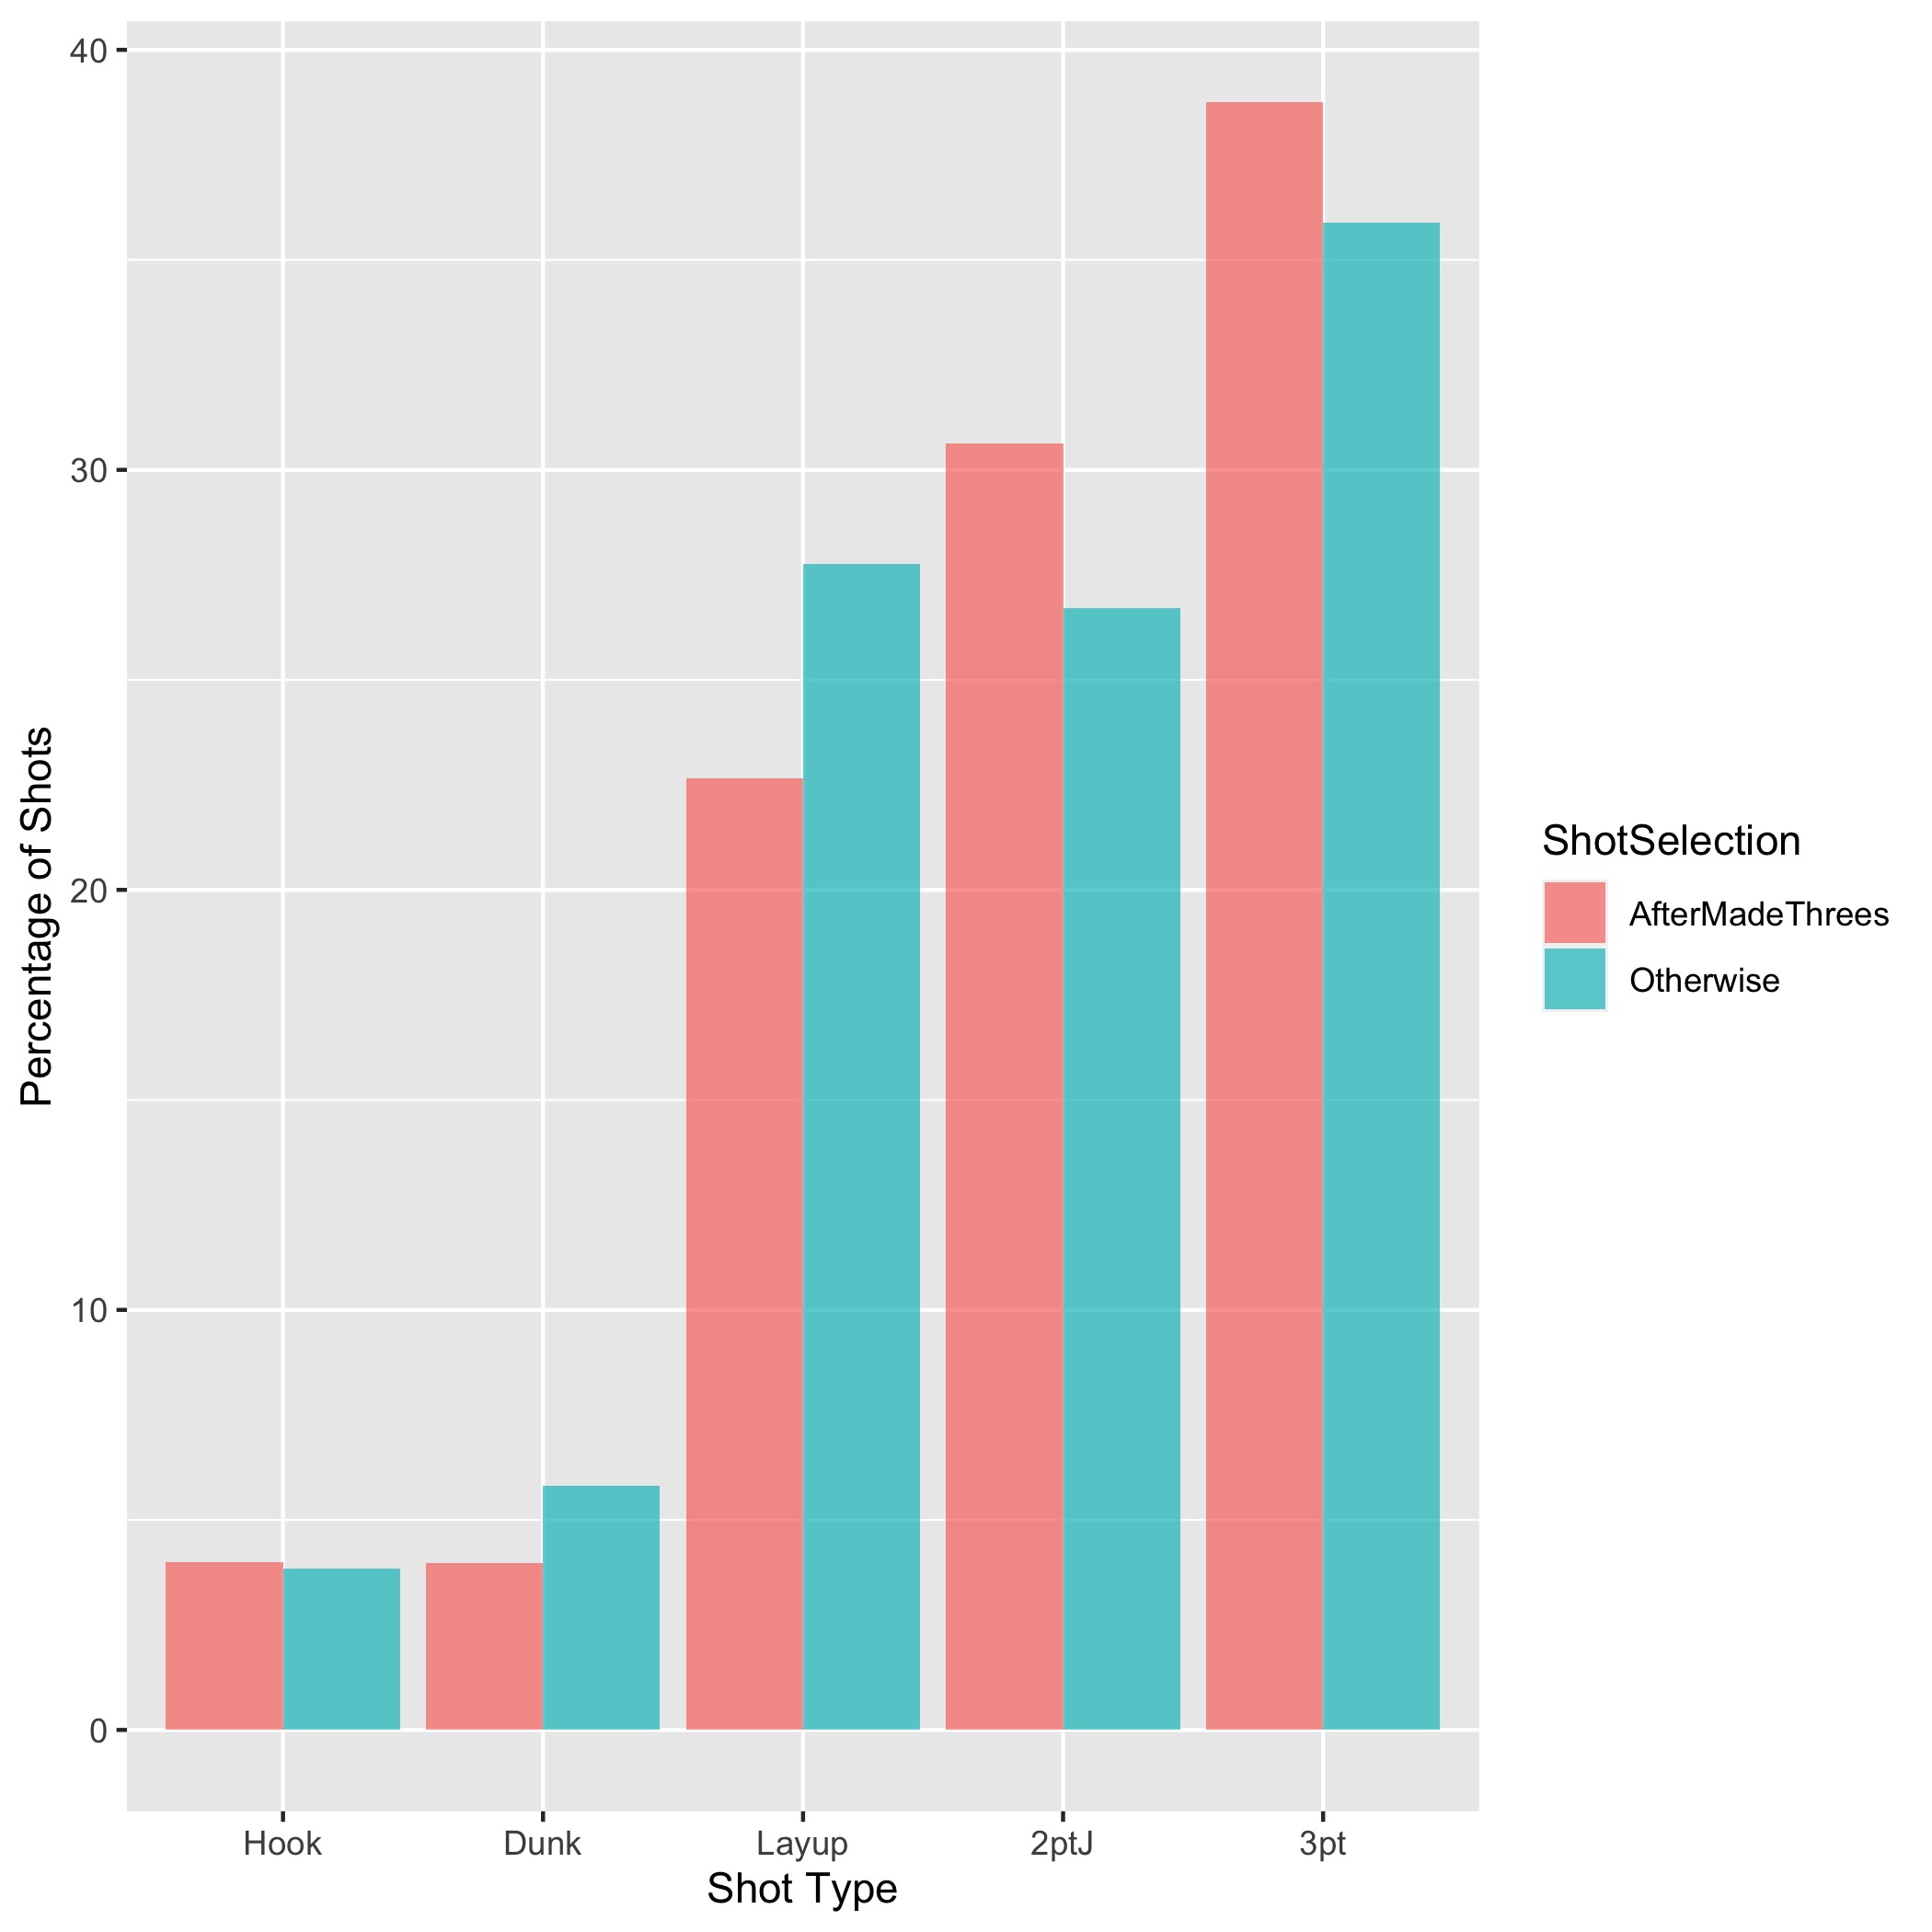 40
30
20
10
0
Percentage of Shots
Hook Dunk Layup 2ptJ 3pt
Shot Type
ShotSelection
AfterMadeThrees
Otherwise